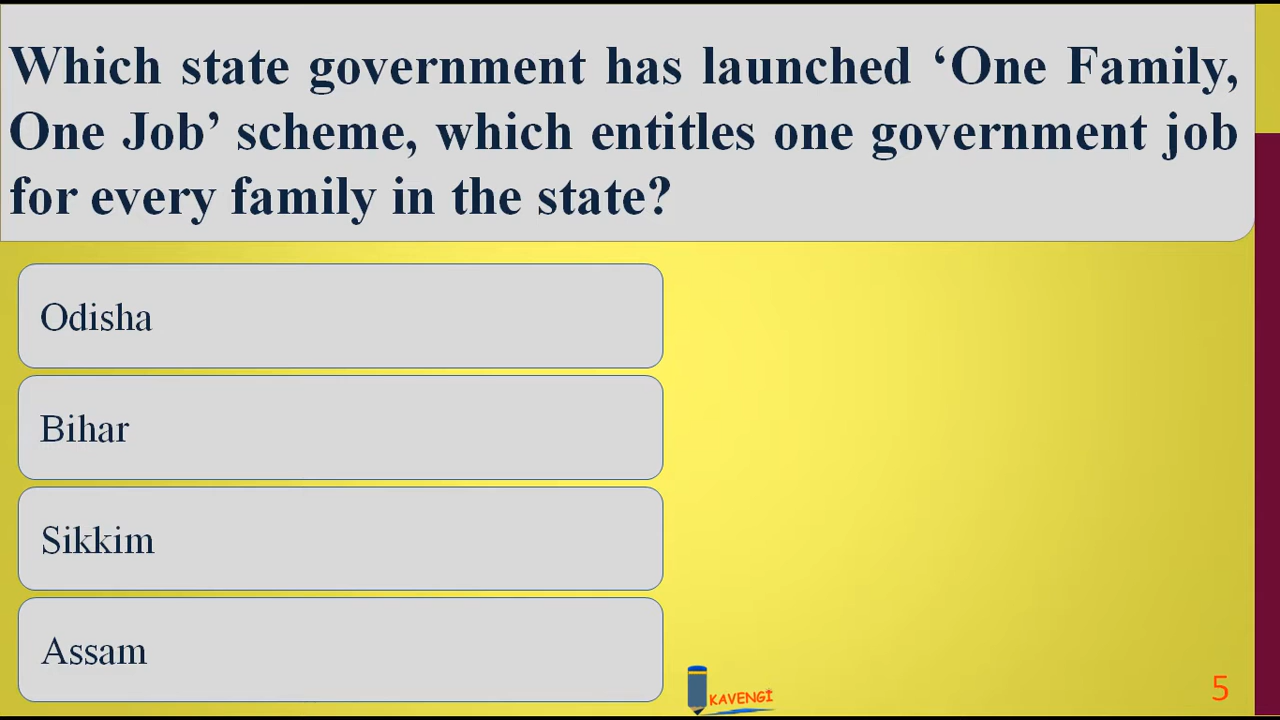 Which state government has launched ‘One Family,
One Job’ scheme, which entitles one government job
for every family in the state?
Odisha
Bihar
Sikkim
Assam
KAVENGI
5